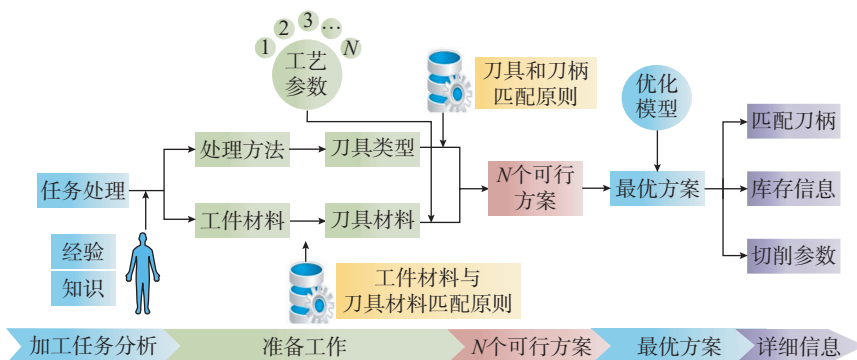 1
2
3
…
N
工艺
参数
刀具和刀柄
匹配原则
优化
模型
匹配刀柄
处理方法
刀具类型
任务处理
N个可行
方案
最优方案
库存信息
工件材料
刀具材料
经验
知识
切削参数
工件材料与
刀具材料匹配原则
加工任务分析
准备工作
N个可行方案
最优方案
详细信息